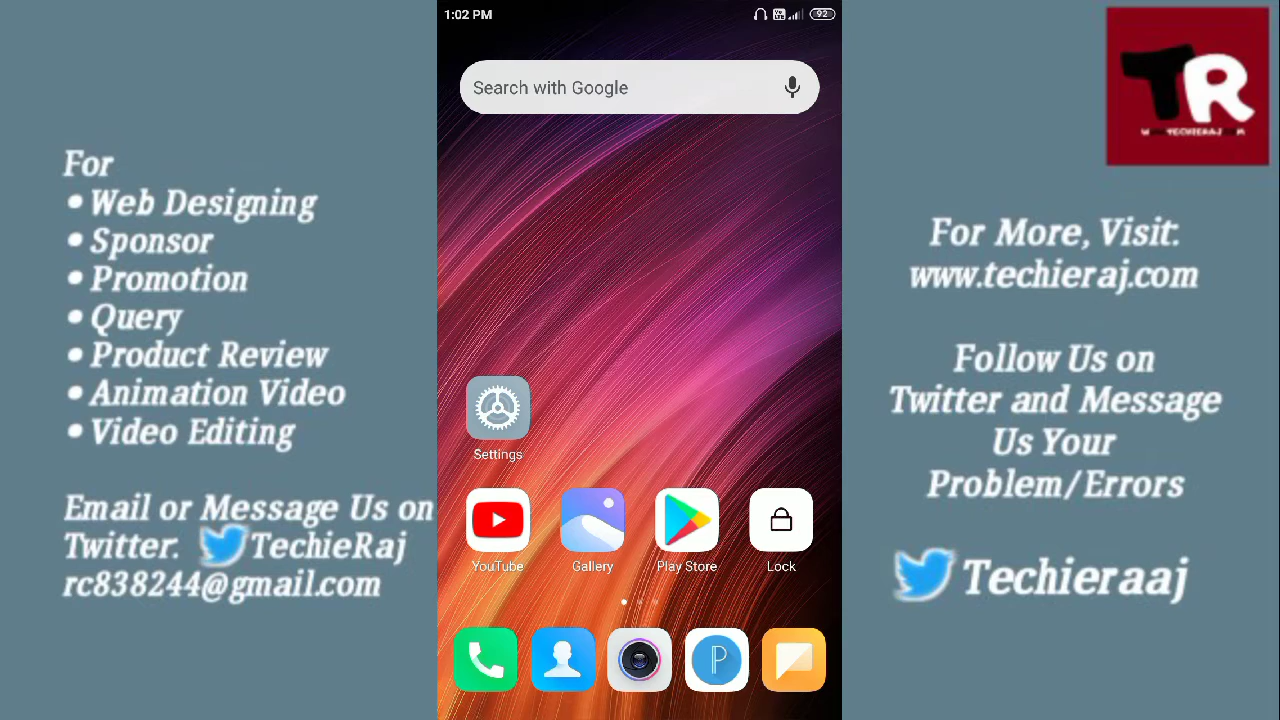 For
• Web Designing
• Sponsor
• Promotion
• Query
• Product Review
• Animation Video
• Video Editing
Email or Message Us on
Twitter. TechieRaj
rc838244@gmail.com
1:02 PM
92
Search with Google
Settings
YouTube
Gallery
Play Store
Lock
P
TR
For More, Visit:
www.techieraj.com
Follow Us on
Twitter and Message
Us Your
Problem/Errors
Techieraaj